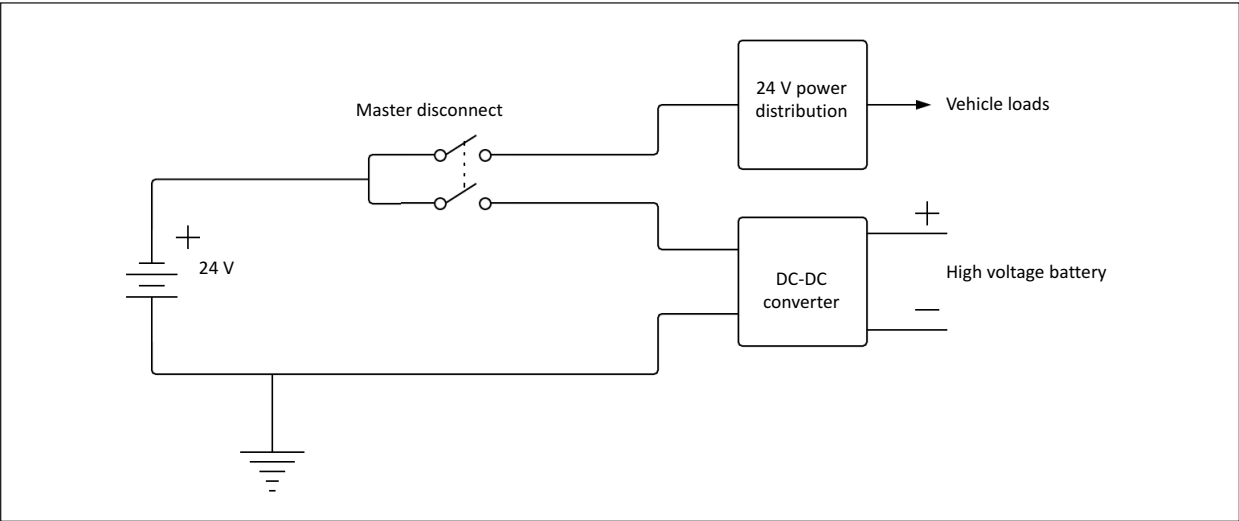 24 V power
distribution
Vehicle loads
Master disconnect
+
+
24 V
DC-DC
converter
High voltage battery
−